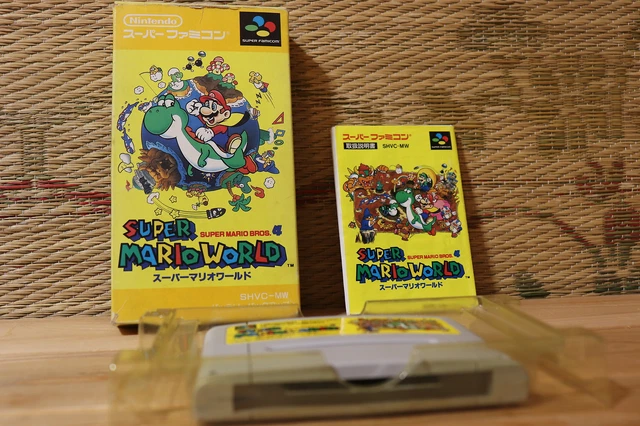 Nintendo
スーパーファミコン
SUPER FAMICOM
SUPER
SUPER MARIO BROS. 4
MARIO WORLD
TM
スーパーマリオワールド
SHVC-MW
スーパーファミコン
取扱説明書 SHVC-MW
SUPER
SUPER MARIO BROS. 4
MARIO WORLD
スーパーマリオワールド